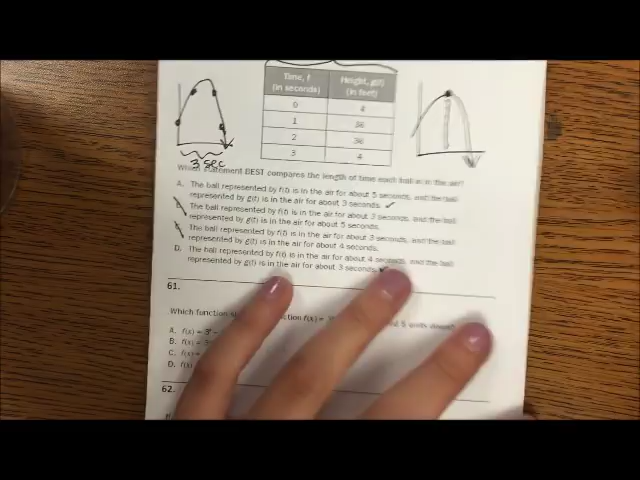 Time, t
(in seconds)
Height, g(t)
(in feet)
0 4
1 36
2 36
3 4
3 sec
Which statement BEST compares the length of time each ball is in the air?
A. The ball represented by f(t) is in the air for about 5 seconds, and the ball
represented by g(t) is in the air for about 3 seconds.
The ball represented by f(t) is in the air for about 3 seconds, and the ball
represented by g(t) is in the air for about 5 seconds.
The ball represented by f(t) is in the air for about 3 seconds, and the ball
represented by g(t) is in the air for about 4 seconds.
D. The ball represented by f(t) is in the air for about 4 seconds, and the ball
represented by g(t) is in the air for about 3 seconds.
61.
Which function
f(x) =
5 units down?
A. f(x) = 3
B. f(x) = 3
C. f(x) =
D. f(x)
62.